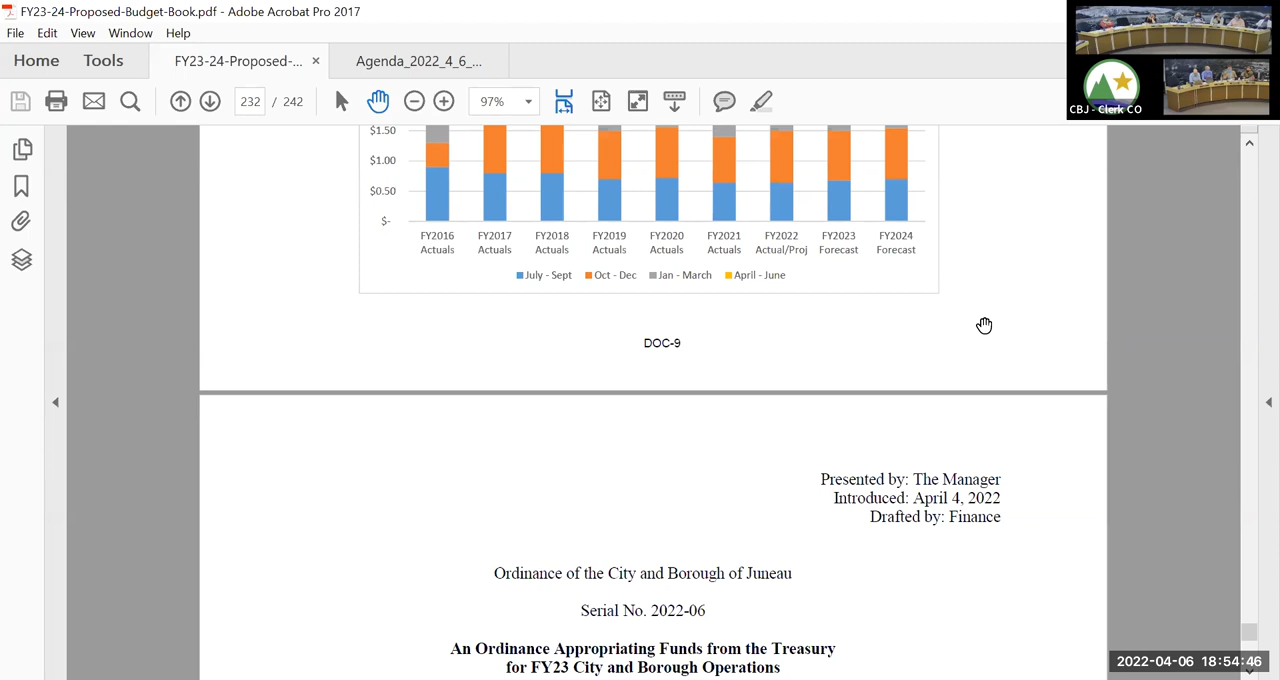 FY23-24-Proposed-Budget-Book.pdf - Adobe Acrobat Pro 2017
File Edit View Window Help
Home Tools FY23-24-Proposed-... × Agenda_2022_4_6_...
232 / 242 97%
CBJ - Clerk CO
$1.50
$1.00
$0.50
$-
FY2016 FY2017 FY2018 FY2019 FY2020 FY2021 FY2022 FY2023 FY2024
Actuals Actuals Actuals Actuals Actuals Actuals Actual/Proj Forecast Forecast
July - Sept Oct - Dec Jan - March April - June
DOC-9
Presented by: The Manager
Introduced: April 4, 2022
Drafted by: Finance
Ordinance of the City and Borough of Juneau
Serial No. 2022-06
An Ordinance Appropriating Funds from the Treasury
for FY23 City and Borough Operations
2022-04-06 18:54:46